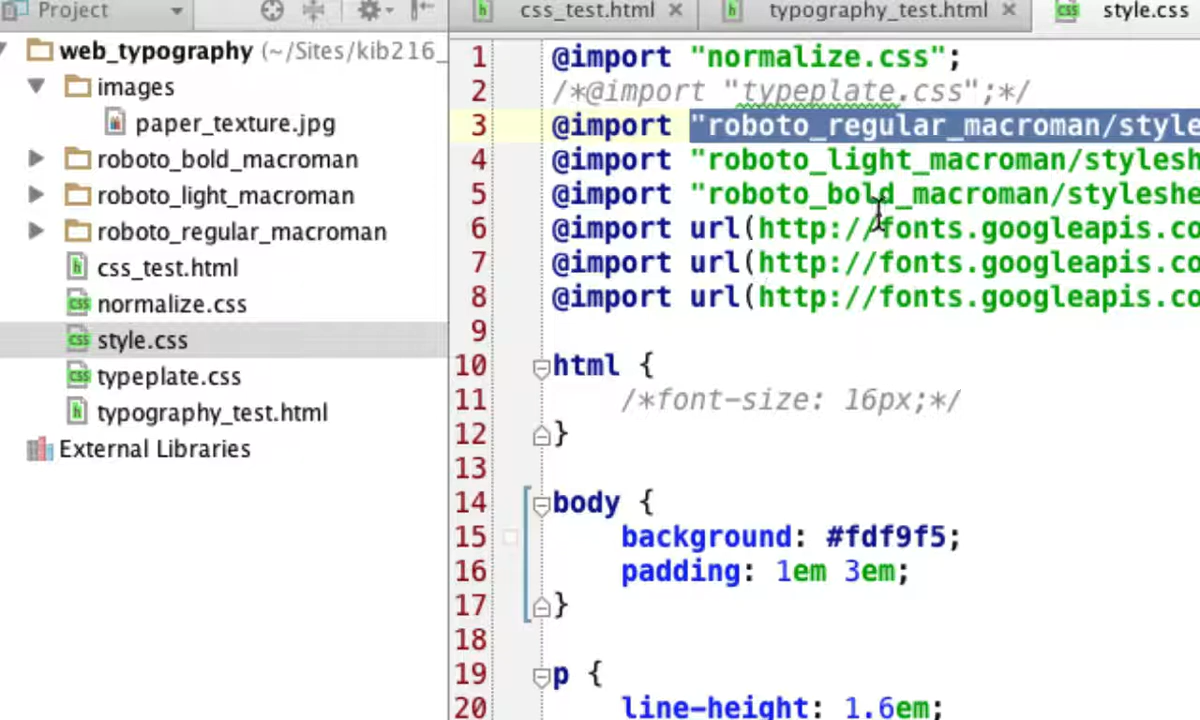 Project
css_test.html
typography_test.html
style.css
web_typography (~/Sites/kib216_
images
paper_texture.jpg
roboto_bold_macroman
roboto_light_macroman
roboto_regular_macroman
css_test.html
normalize.css
style.css
typeplate.css
typography_test.html
External Libraries
1 @import "normalize.css";
2 /*@import "typeplate.css";*/
3 @import "roboto_regular_macroman/style
4 @import "roboto_light_macroman/stylesh
5 @import "roboto_bold_macroman/styleshe
6 @import url(http://fonts.googleapis.co
7 @import url(http://fonts.googleapis.co
8 @import url(http://fonts.googleapis.co
9
10 html {
11 /*font-size: 16px;*/
12 }
13
14 body {
15 background: #fdf9f5;
16 padding: 1em 3em;
17 }
18
19 p {
20 line-height: 1.6em;